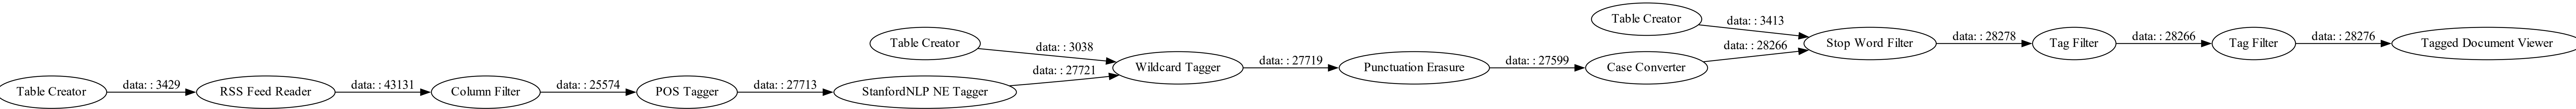 Table Creator
data: : 3413
Table Creator
data: : 3038
data: : 28266
Stop Word Filter
data: : 28278
Tag Filter
data: : 28266
Tag Filter
data: : 28276
Tagged Document Viewer
data: : 27721
Wildcard Tagger
data: : 27719
Punctuation Erasure
data: : 27599
Case Converter
Table Creator
data: : 3429
RSS Feed Reader
data: : 43131
Column Filter
data: : 25574
POS Tagger
data: : 27713
StanfordNLP NE Tagger